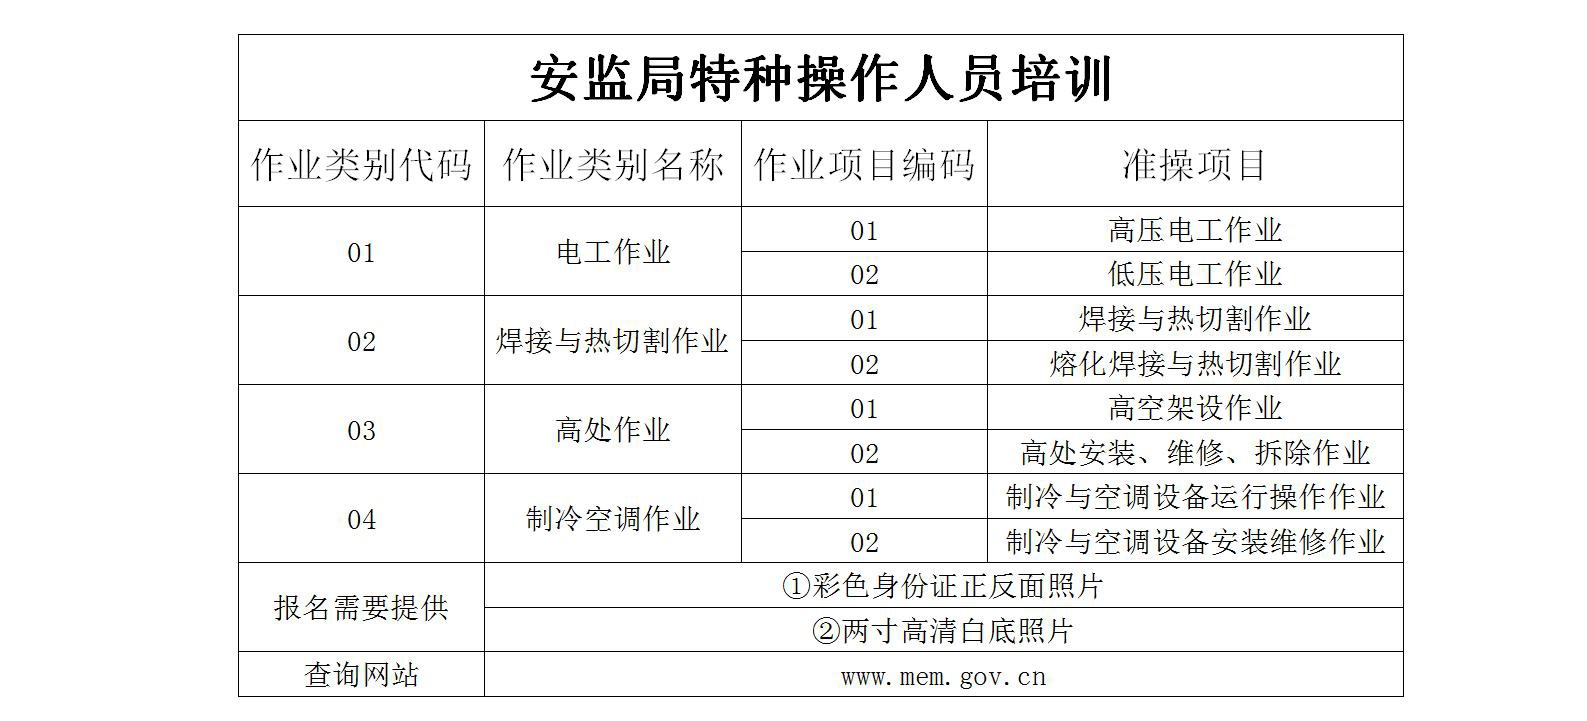 安监局特种操作人员培训
作业类别代码 作业类别名称 作业项目编码 准操项目
01 电工作业 01 高压电工作业
02 低压电工作业
02 焊接与热切割作业 01 焊接与热切割作业
02 熔化焊接与热切割作业
03 高处作业 01 高空架设作业
02 高处安装、维修、拆除作业
04 制冷空调作业 01 制冷与空调设备运行操作作业
02 制冷与空调设备安装维修作业
报名需要提供 ①彩色身份证正反面照片
②两寸高清白底照片
查询网站 www.mem.gov.cn